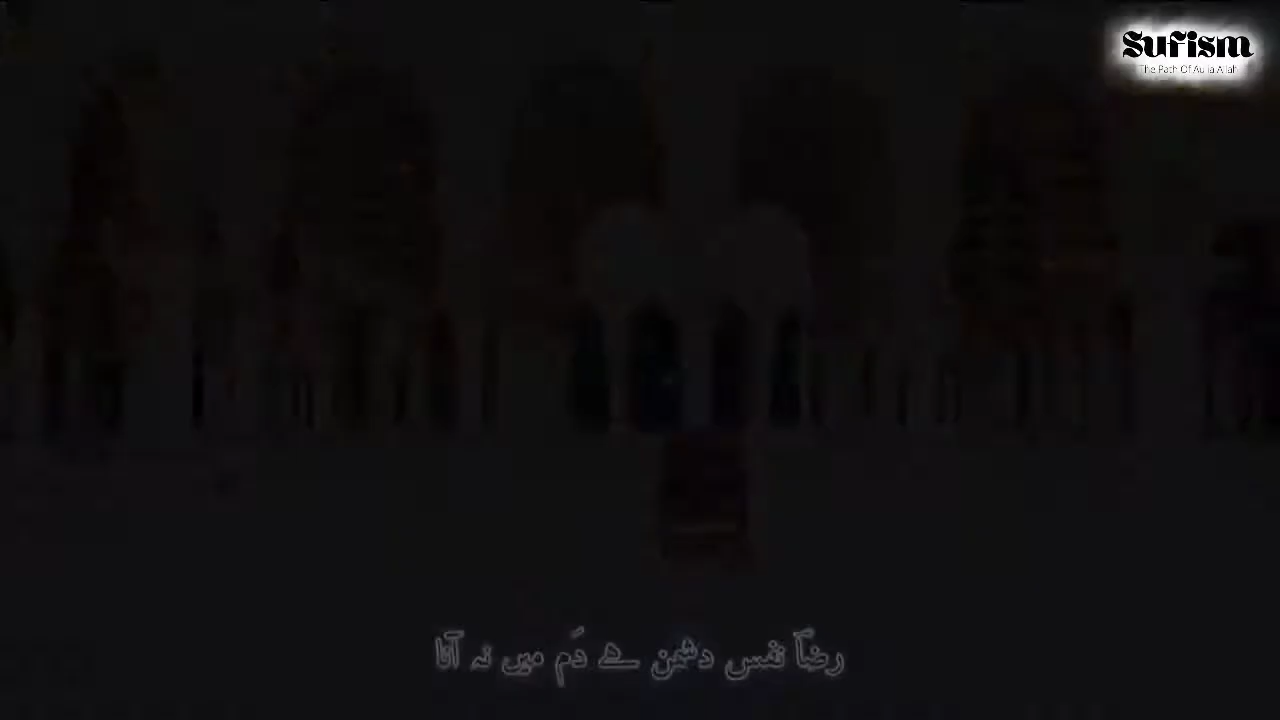 Sufism
The Path Of Aulia Allah
رضاؔ نفس دشمن ہے دَم میں نہ آنا